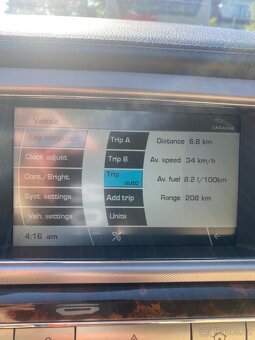 Vehicle
JAGUAR
Trip computer
Trip A
Distance 6.8 km
Clock adjust
Trip B
Av. speed 34 km/h
Cont./Bright.
Trip auto.
Av. fuel 8.2 l/100km
Syst. settings
Add trip
Range 208 km
Veh. settings
Units
4:16 am